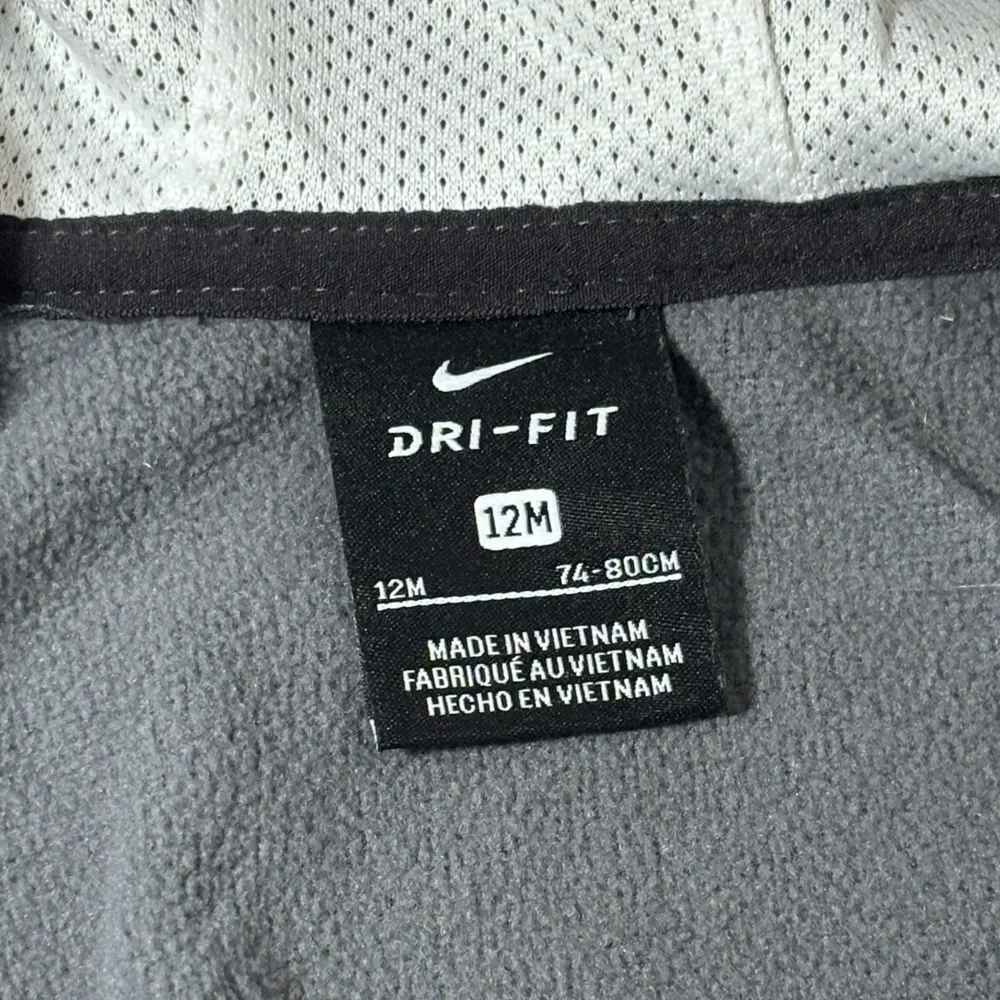 DRI-FIT
12M
12M 74-80CM
MADE IN VIETNAM
FABRIQUÉ AU VIETNAM
HECHO EN VIETNAM